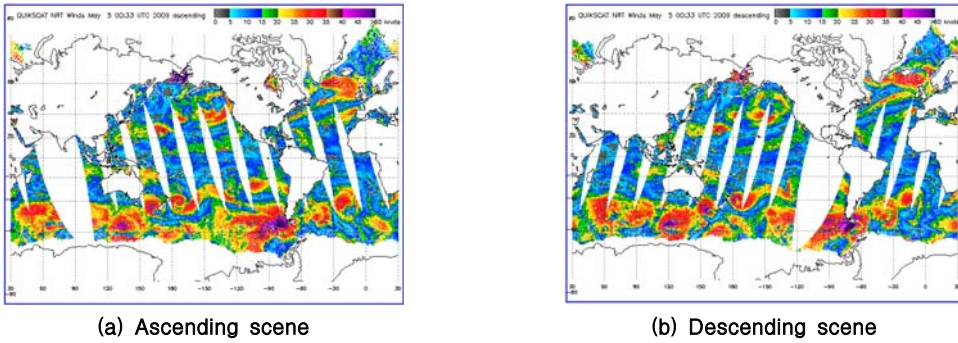 QUIKSCAT NRT Winds May 5 00:33 UTC 2009 ascending
0 5 10 15 20 25 30 35 40 45 >50 knots
30 60 90 120 150 180 -150 -120 -90 -60 -30 0 30
(a) Ascending scene
QUIKSCAT NRT Winds May 5 00:33 UTC 2009 descending
0 5 10 15 20 25 30 35 40 45 >50 knots
30 60 90 120 150 180 -150 -120 -90 -60 -30 0 30
(b) Descending scene